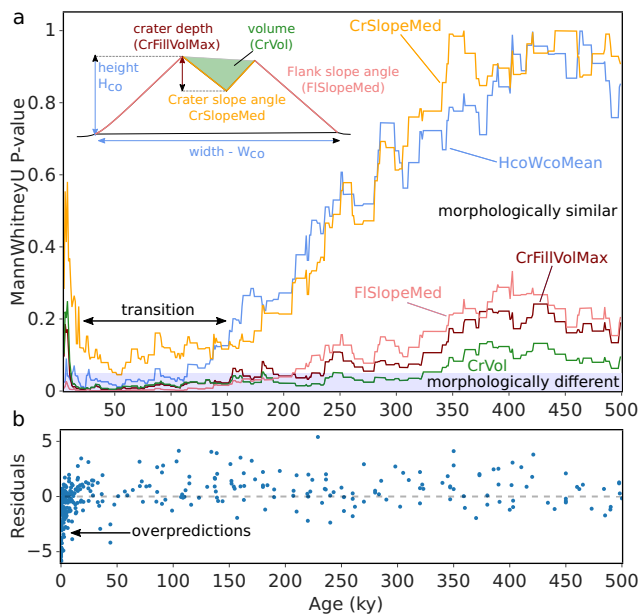 a
MannWhitneyU P-value
1
0.8
0.6
0.4
0.2
0
crater depth
(CrFillVolMax)
volume
(CrVol)
height
Hco
Flank slope angle
(FlSlopeMed)
Crater slope angle
CrSlopeMed
width - Wco
CrSlopeMed
HcoWcoMean
morphologically similar
CrFillVolMax
FlSlopeMed
transition
CrVol
morphologically different
50
100
150
200
250
300
350
400
450
500
b
Residuals
5
0
−5
overpredictions
0
50
100
150
200
250
300
350
400
450
500
Age (ky)